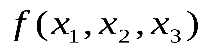 f(x₁, x₂, x₃)